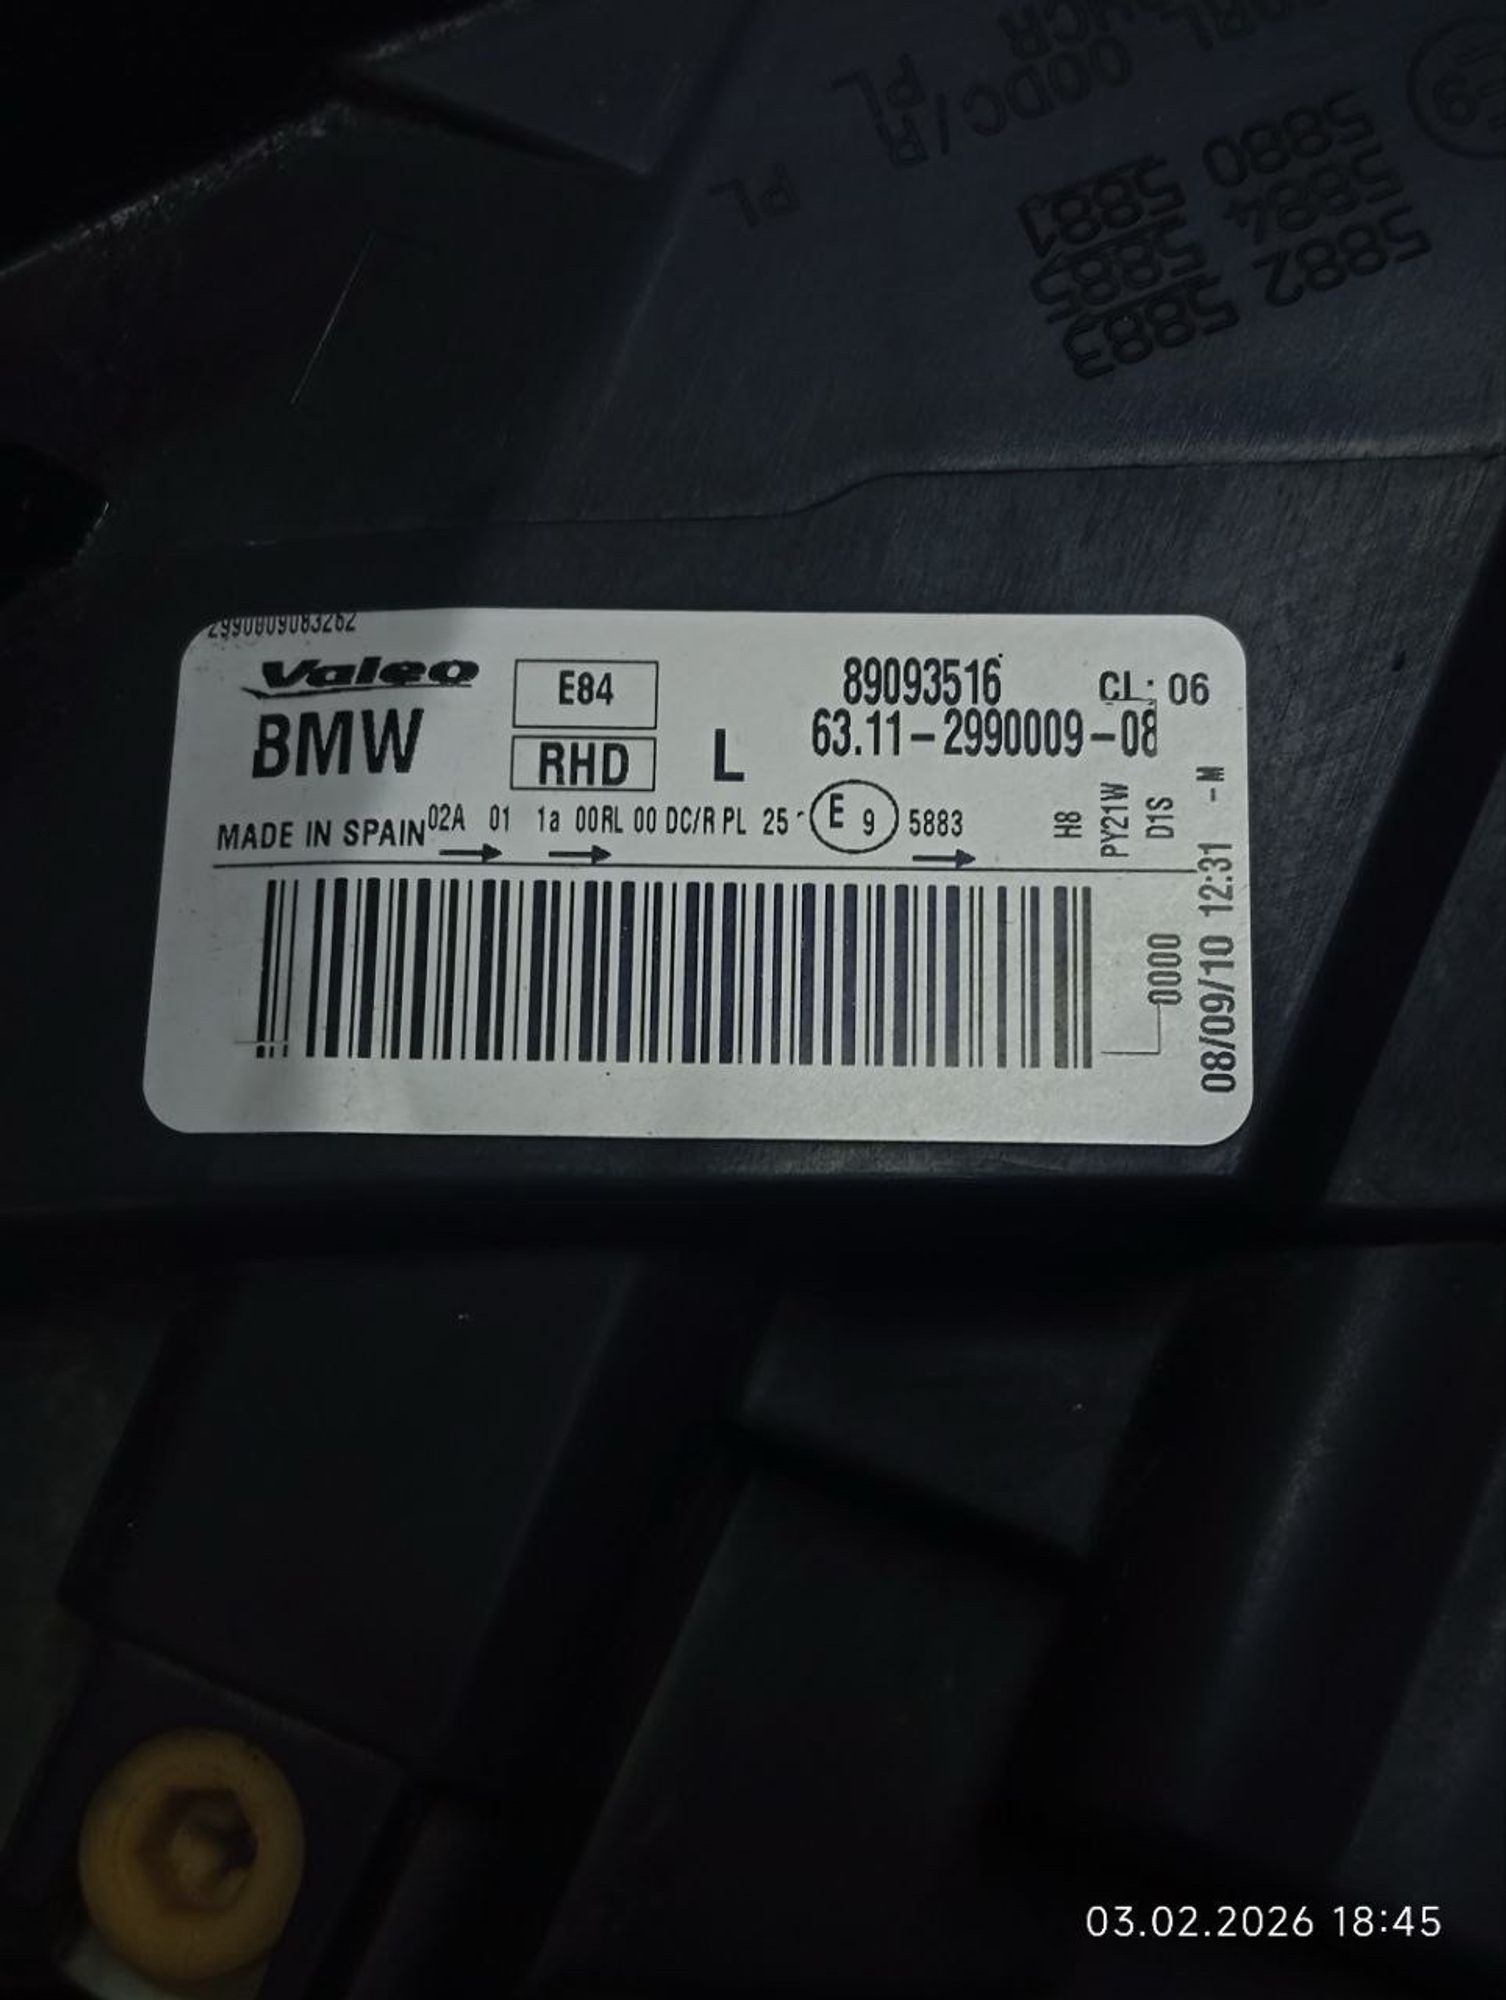 00DC/R PL
PL
5880 5881
5884 5885
5882 5883
2990009083262
Valeo
E84
89093516
CL: 06
BMW
RHD
L
63.11-2990009-08
MADE IN SPAIN
02A 01 1a 00RL 00 DC/R PL 25 E 9 5883
H8
PY21W
D1S
0000
08/09/10 12:31 -M
03.02.2026 18:45